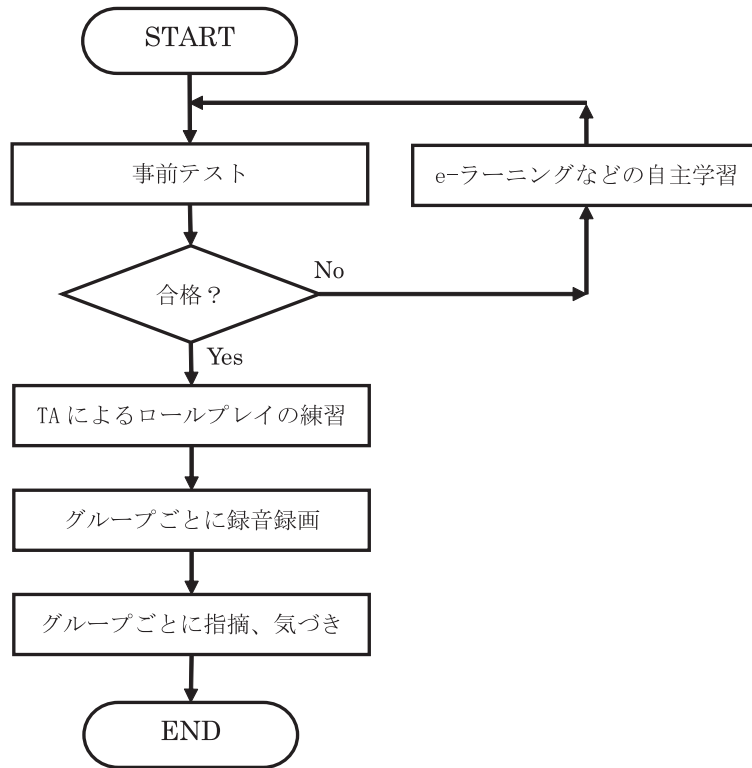 START
事前テスト
e-ラーニングなどの自主学習
合格？
No
Yes
TAによるロールプレイの練習
グループごとに録音録画
グループごとに指摘、気づき
END